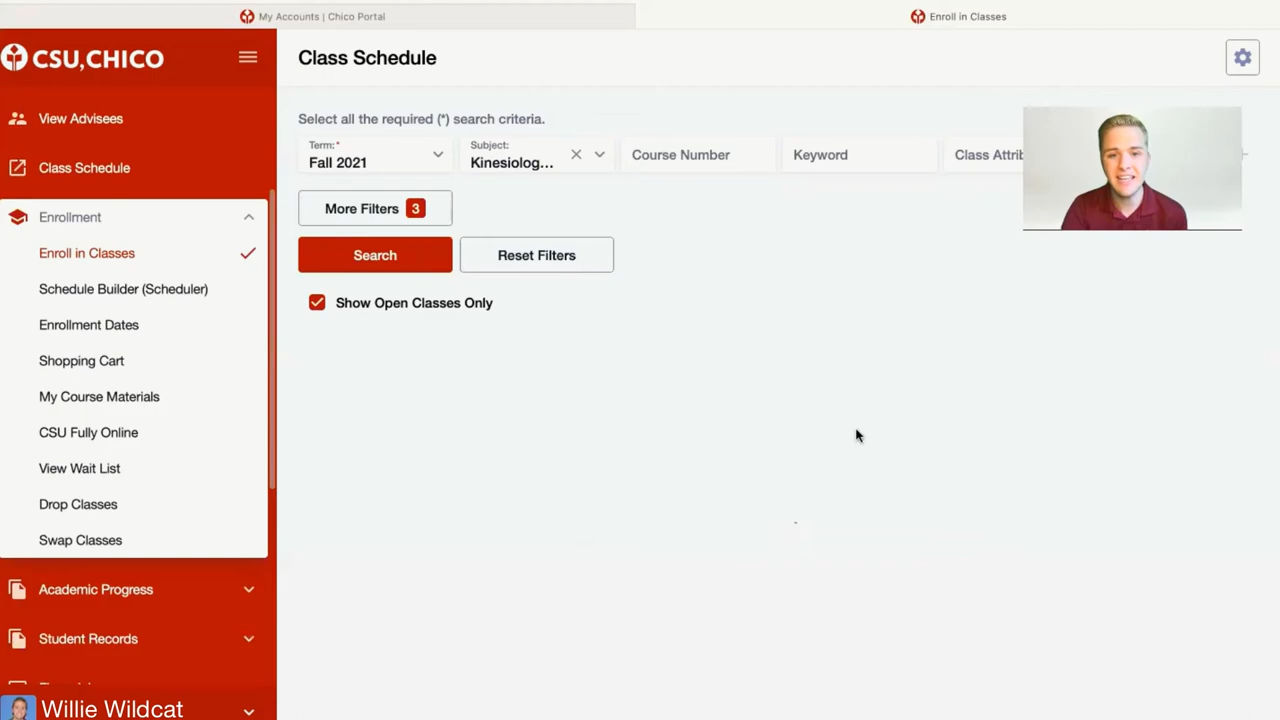 My Accounts | Chico Portal
Enroll in Classes
CSU, CHICO
View Advisees
Class Schedule
Enrollment
Enroll in Classes
Schedule Builder (Scheduler)
Enrollment Dates
Shopping Cart
My Course Materials
CSU Fully Online
View Wait List
Drop Classes
Swap Classes
Academic Progress
Student Records
Willie Wildcat
Class Schedule
Select all the required (*) search criteria.
Term:*
Fall 2021
Subject:
Kinesiolog...
Course Number
Keyword
Class Attrib
More Filters 3
Search
Reset Filters
Show Open Classes Only